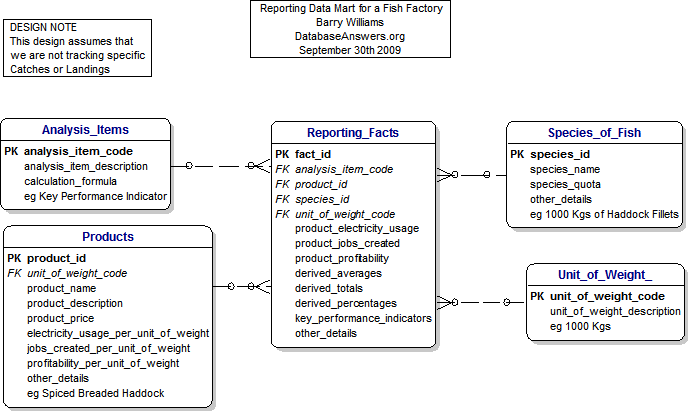 Reporting Data Mart for a Fish Factory
Barry Williams
DatabaseAnswers.org
September 30th 2009
DESIGN NOTE
This design assumes that
we are not tracking specific
Catches or Landings
Analysis_Items
PK analysis_item_code
analysis_item_description
calculation_formula
eg Key Performance Indicator
Reporting_Facts
PK fact_id
FK analysis_item_code
FK product_id
FK species_id
FK unit_of_weight_code
product_electricity_usage
product_jobs_created
product_profitability
derived_averages
derived_totals
derived_percentages
key_performance_indicators
other_details
Species_of_Fish
PK species_id
species_name
species_quota
other_details
eg 1000 Kgs of Haddock Fillets
Products
PK product_id
FK unit_of_weight_code
product_name
product_description
product_price
electricity_usage_per_unit_of_weight
jobs_created_per_unit_of_weight
profitability_per_unit_of_weight
other_details
eg Spiced Breaded Haddock
Unit_of_Weight_
PK unit_of_weight_code
unit_of_weight_description
eg 1000 Kgs